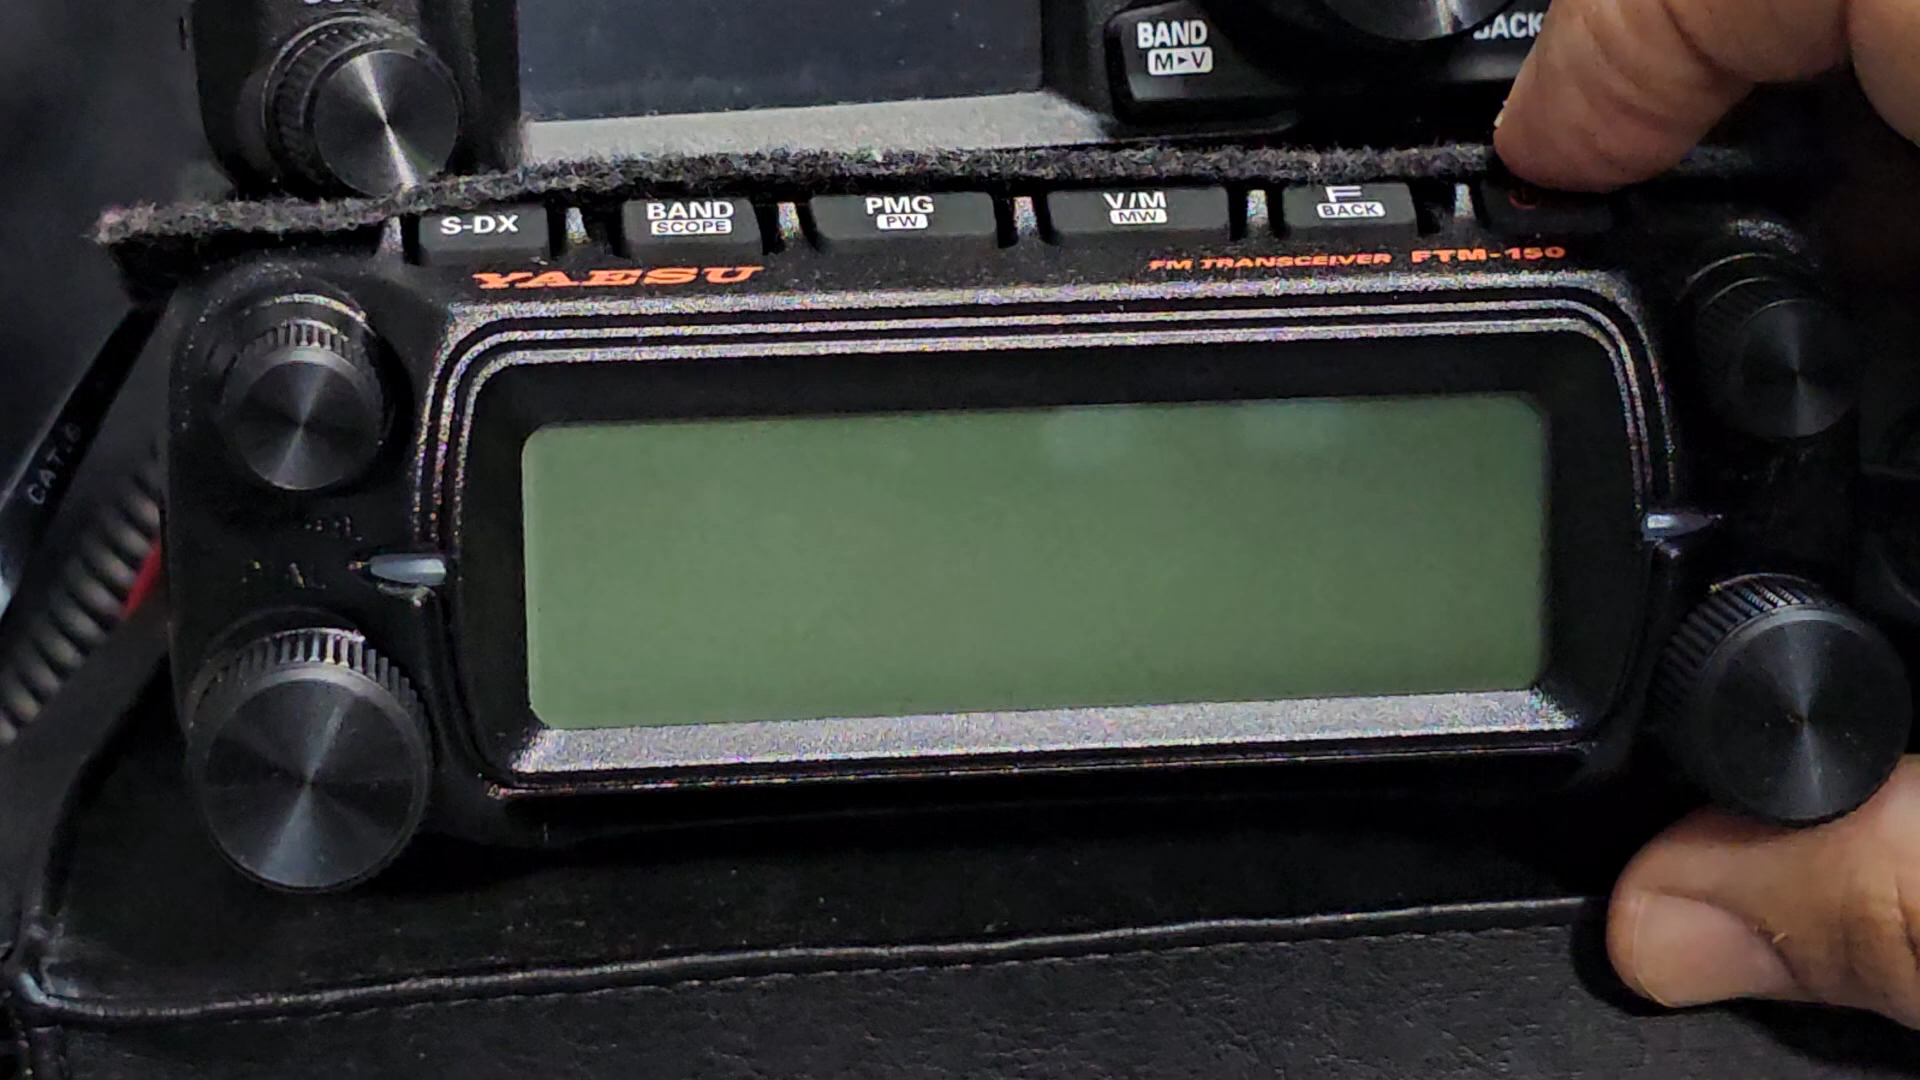 BAND
M▸V
BACK
S-DX
BAND
SCOPE
PMG
PW
V/M
MW
F
BACK
YAESU
FM TRANSCEIVER FTM-150
CAT.6